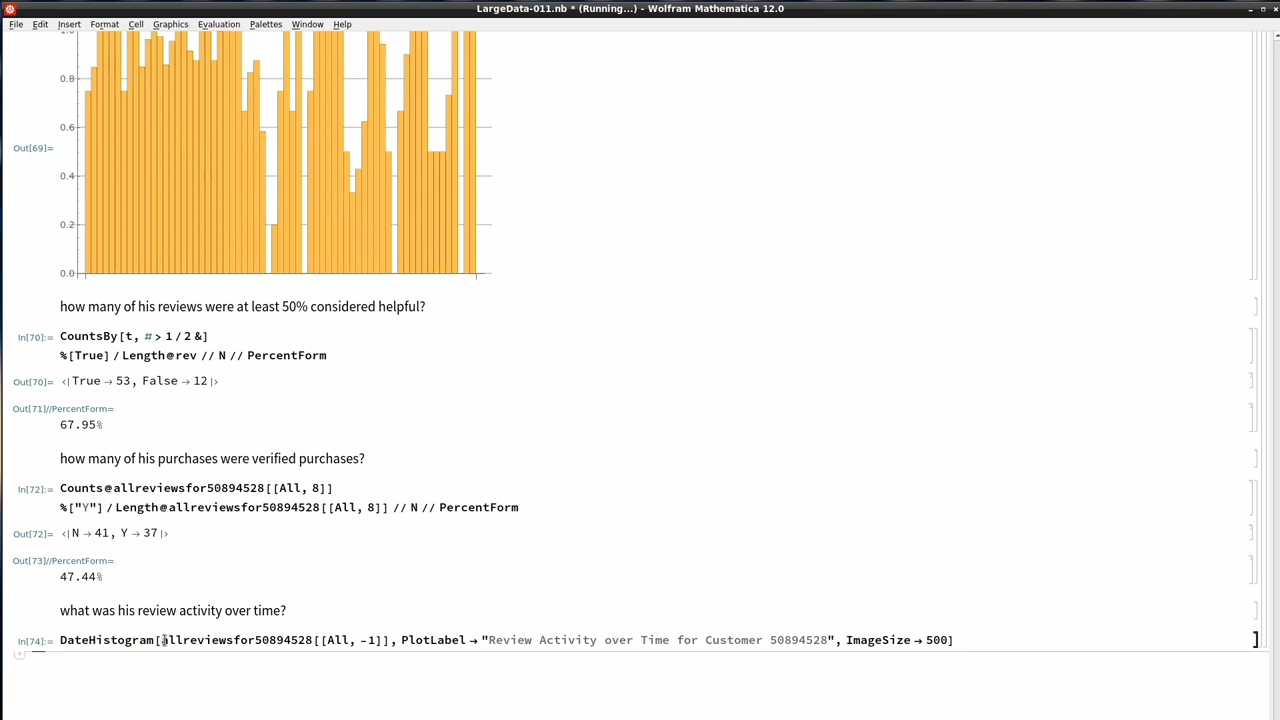 LargeData-011.nb * (Running...) - Wolfram Mathematica 12.0
File Edit Insert Format Cell Graphics Evaluation Palettes Window Help
1.0
0.8
0.6
Out[69]=
0.4
0.2
0.0
how many of his reviews were at least 50% considered helpful?
In[70]:= CountsBy[t, # > 1 / 2 &]
%[True] / Length@rev // N // PercentForm
Out[70]= <| True → 53, False → 12 |>
Out[71]//PercentForm=
67.95%
how many of his purchases were verified purchases?
In[72]:= Counts@allreviewsfor50894528[[All, 8]]
%["Y"] / Length@allreviewsfor50894528[[All, 8]] // N // PercentForm
Out[72]= <| N → 41, Y → 37 |>
Out[73]//PercentForm=
47.44%
what was his review activity over time?
In[74]:= DateHistogram[allreviewsfor50894528[[All, -1]], PlotLabel → "Review Activity over Time for Customer 50894528", ImageSize → 500]